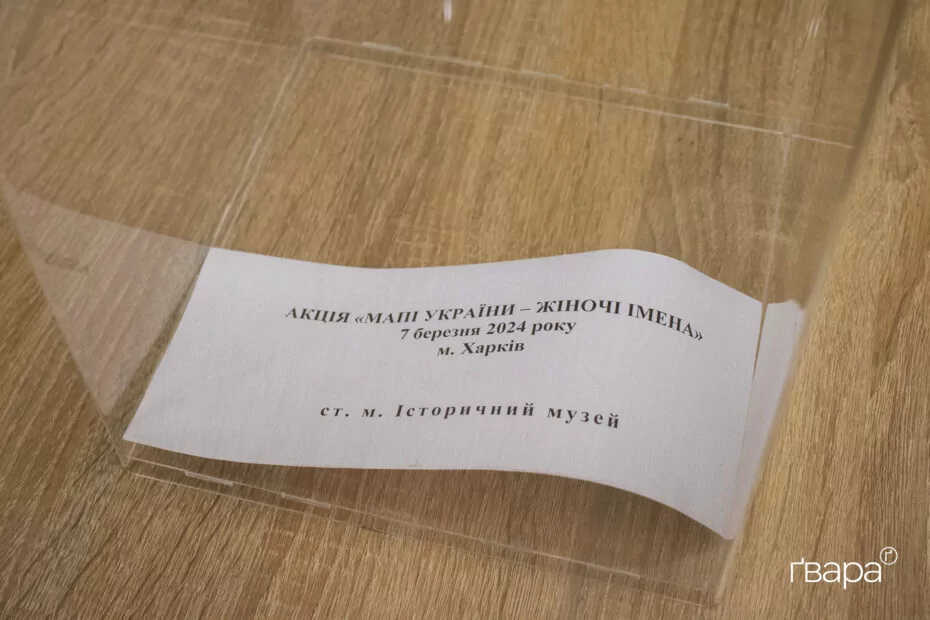 АКЦІЯ «МАПІ УКРАЇНИ – ЖІНОЧІ ІМЕНА»
7 березня 2024 року
м. Харків
ст. м. Історичний музей
ґвара ґ